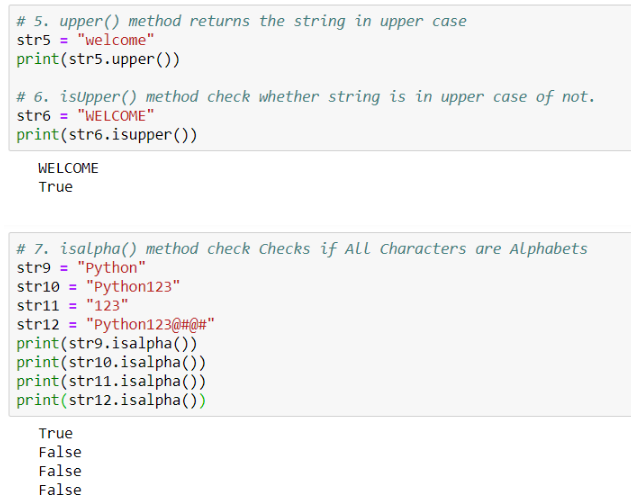 # 5. upper() method returns the string in upper case
str5 = "welcome"
print(str5.upper())
# 6. isUpper() method check whether string is in upper case of not.
str6 = "WELCOME"
print(str6.isupper())
WELCOME
True
# 7. isalpha() method check Checks if All Characters are Alphabets
str9 = "Python"
str10 = "Python123"
str11 = "123"
str12 = "Python123@#@#"
print(str9.isalpha())
print(str10.isalpha())
print(str11.isalpha())
print(str12.isalpha())
True
False
False
False